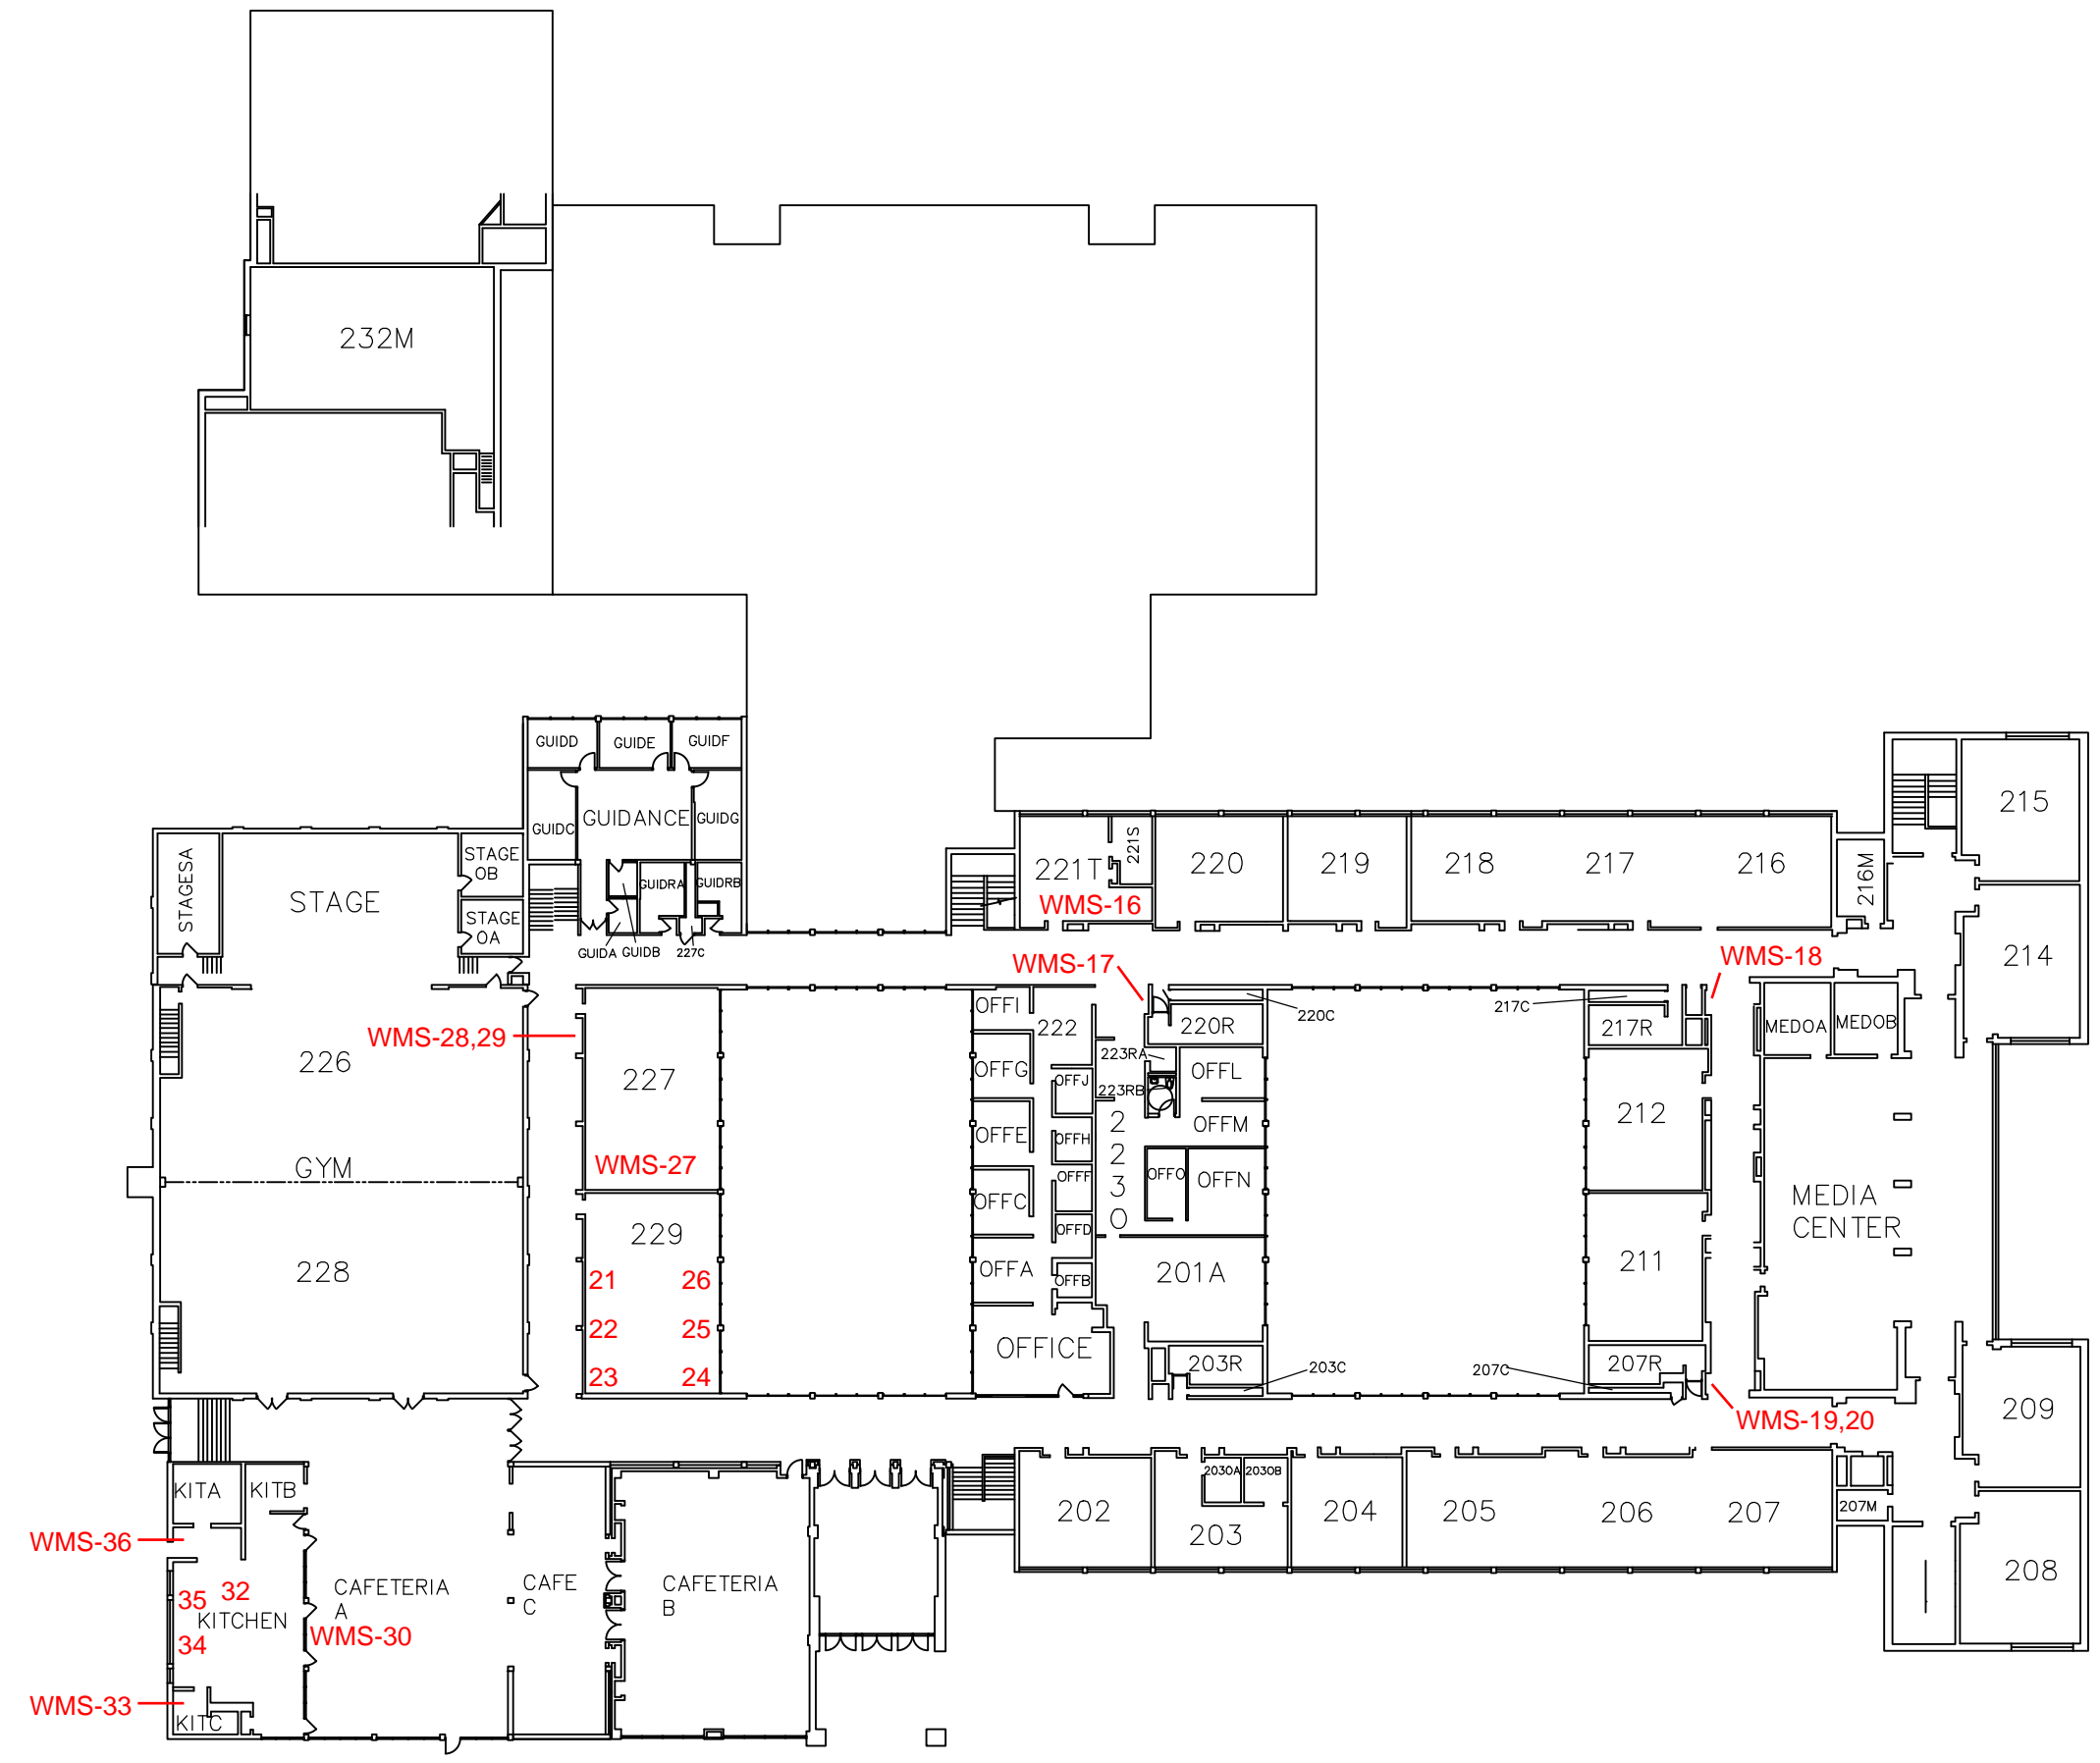 232M
GUIDD
GUIDE
GUIDF
GUIDC
GUIDANCE
GUIDG
GUIDRA
GUIDRB
GUIDA
GUIDB
227C
STAGESA
STAGE
STAGE
OB
STAGE
OA
221T
221S
WMS-16
220
219
218
217
216
216M
215
214
WMS-17
WMS-18
WMS-28,29
226
227
WMS-27
GYM
228
229
21
26
22
25
23
24
OFFI
222
OFFG
OFFJ
OFFE
OFFH
OFFF
OFFC
OFFD
OFFA
OFFB
OFFICE
220R
220C
223RA
223RB
OFFL
OFFM
2
2
3
0
OFFO
OFFN
201A
203R
203C
217C
217R
212
211
207R
207C
WMS-19,20
MEDOA
MEDOB
MEDIA
CENTER
209
208
KITA
KITB
WMS-36
35
32
KITCHEN
34
WMS-33
KITC
CAFETERIA
A
WMS-30
CAFE
C
CAFETERIA
B
202
203OA
203OB
203
204
205
206
207
207M